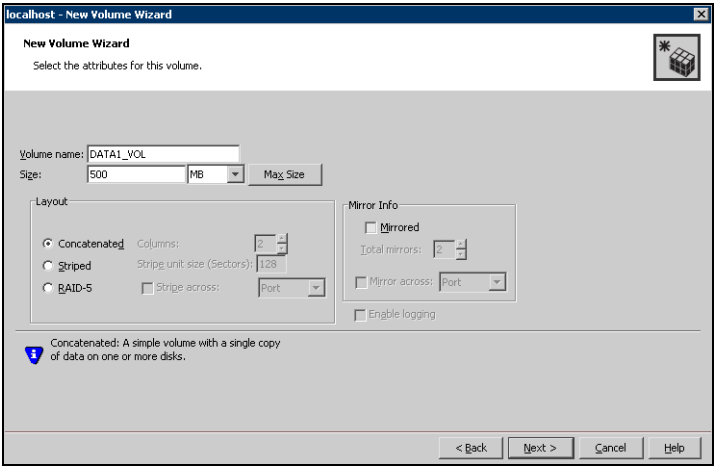 localhost - New Volume Wizard
New Volume Wizard
Select the attributes for this volume.
Volume name: DATA1_VOL
Size: 500 MB Max Size
Layout
Concatenated Columns: 2
Striped Stripe unit size (Sectors): 128
RAID-5 Stripe across: Port
Mirror Info
Mirrored
Total mirrors: 2
Mirror across: Port
Enable logging
Concatenated: A simple volume with a single copy
of data on one or more disks.
< Back Next > Cancel Help